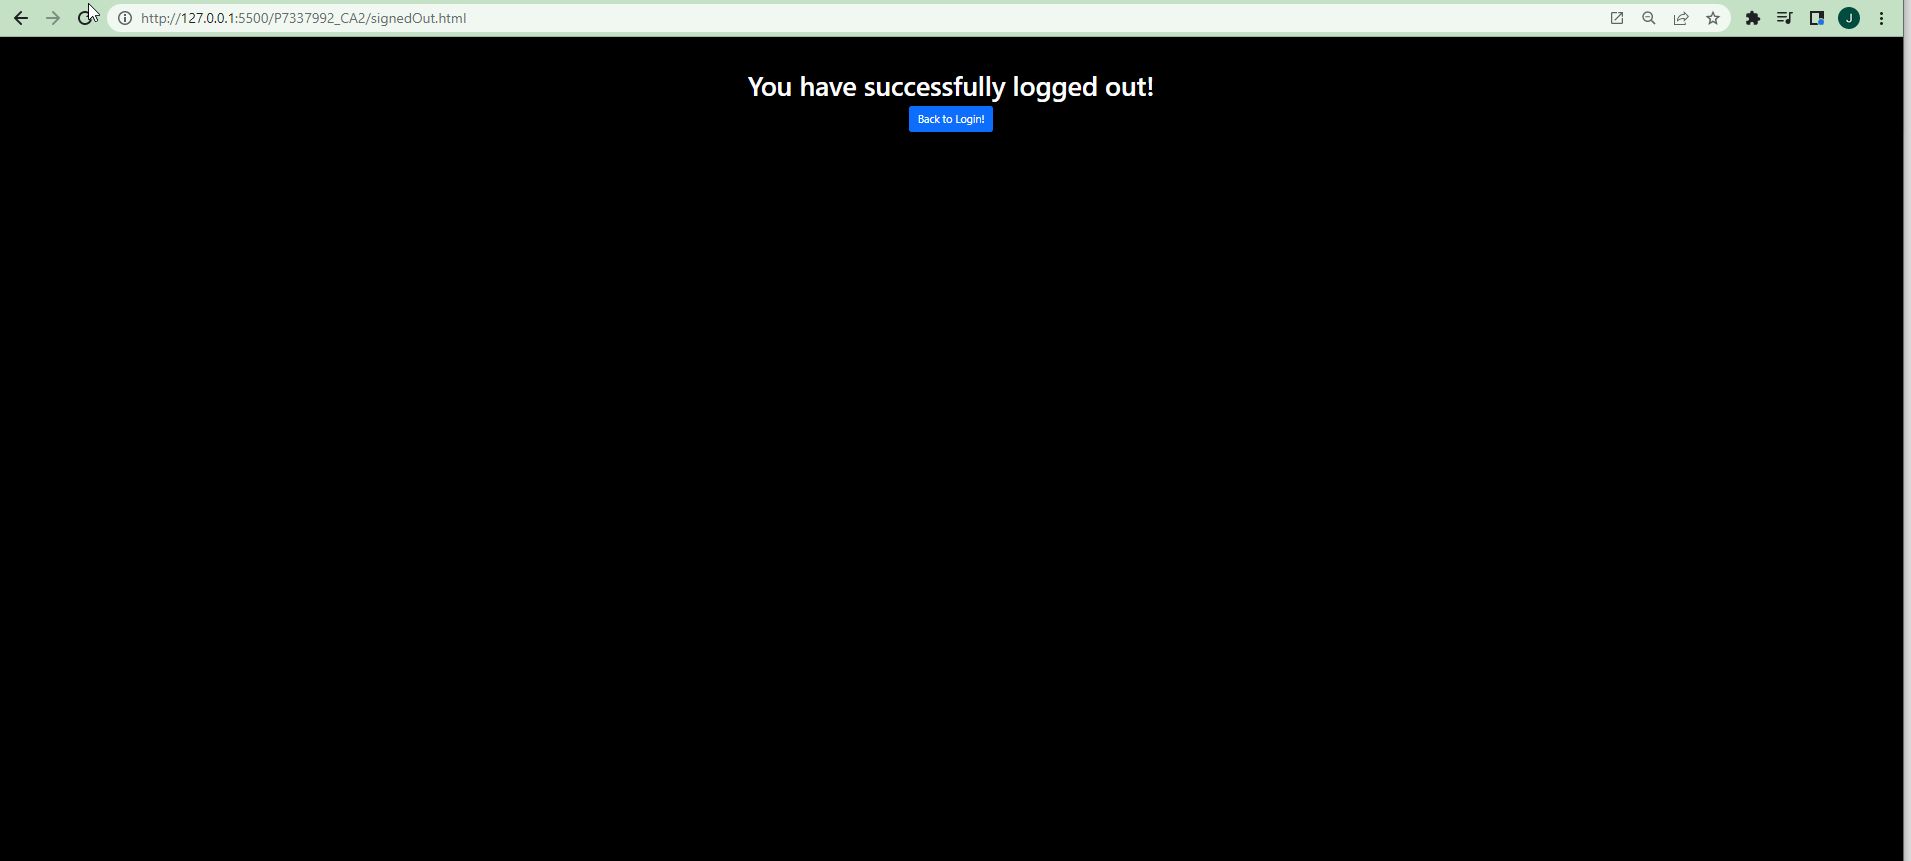 http://127.0.0.1:5500/P7337992_CA2/signedOut.html
J
You have successfully logged out!
Back to Login!